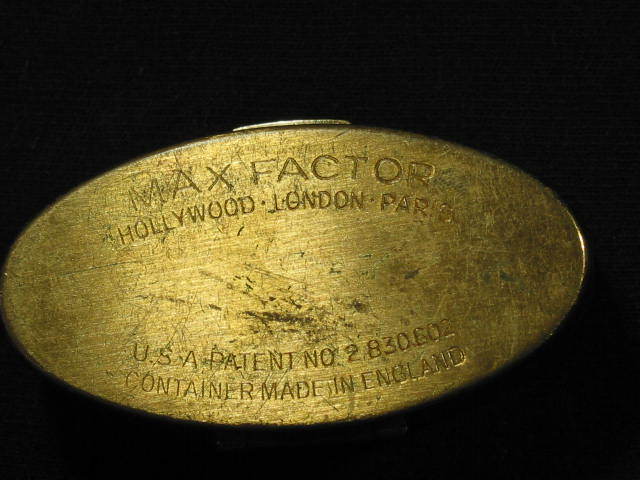 MAX FACTOR
HOLLYWOOD · LONDON · PARIS
U.S.A. PATENT NO. 2.830.602
CONTAINER MADE IN ENGLAND